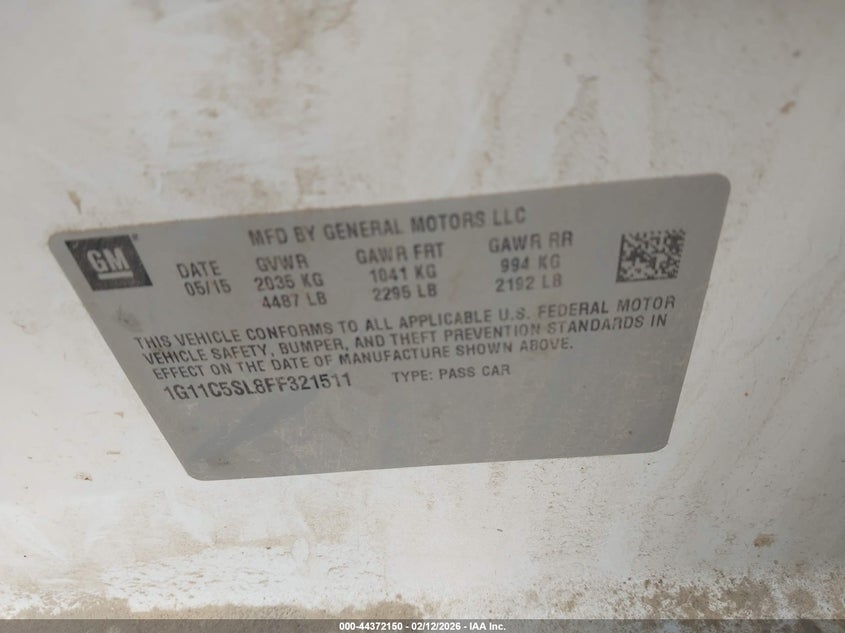 GM
MFD BY GENERAL MOTORS LLC
DATE GVWR GAWR FRT GAWR RR
05/15 2035 KG 1041 KG 994 KG
4487 LB 2295 LB 2192 LB
THIS VEHICLE CONFORMS TO ALL APPLICABLE U.S. FEDERAL MOTOR
VEHICLE SAFETY, BUMPER, AND THEFT PREVENTION STANDARDS IN
EFFECT ON THE DATE OF MANUFACTURE SHOWN ABOVE.
1G11C5SL8FF321511 TYPE: PASS CAR
000-44372150 - 02/12/2026 - IAA Inc.